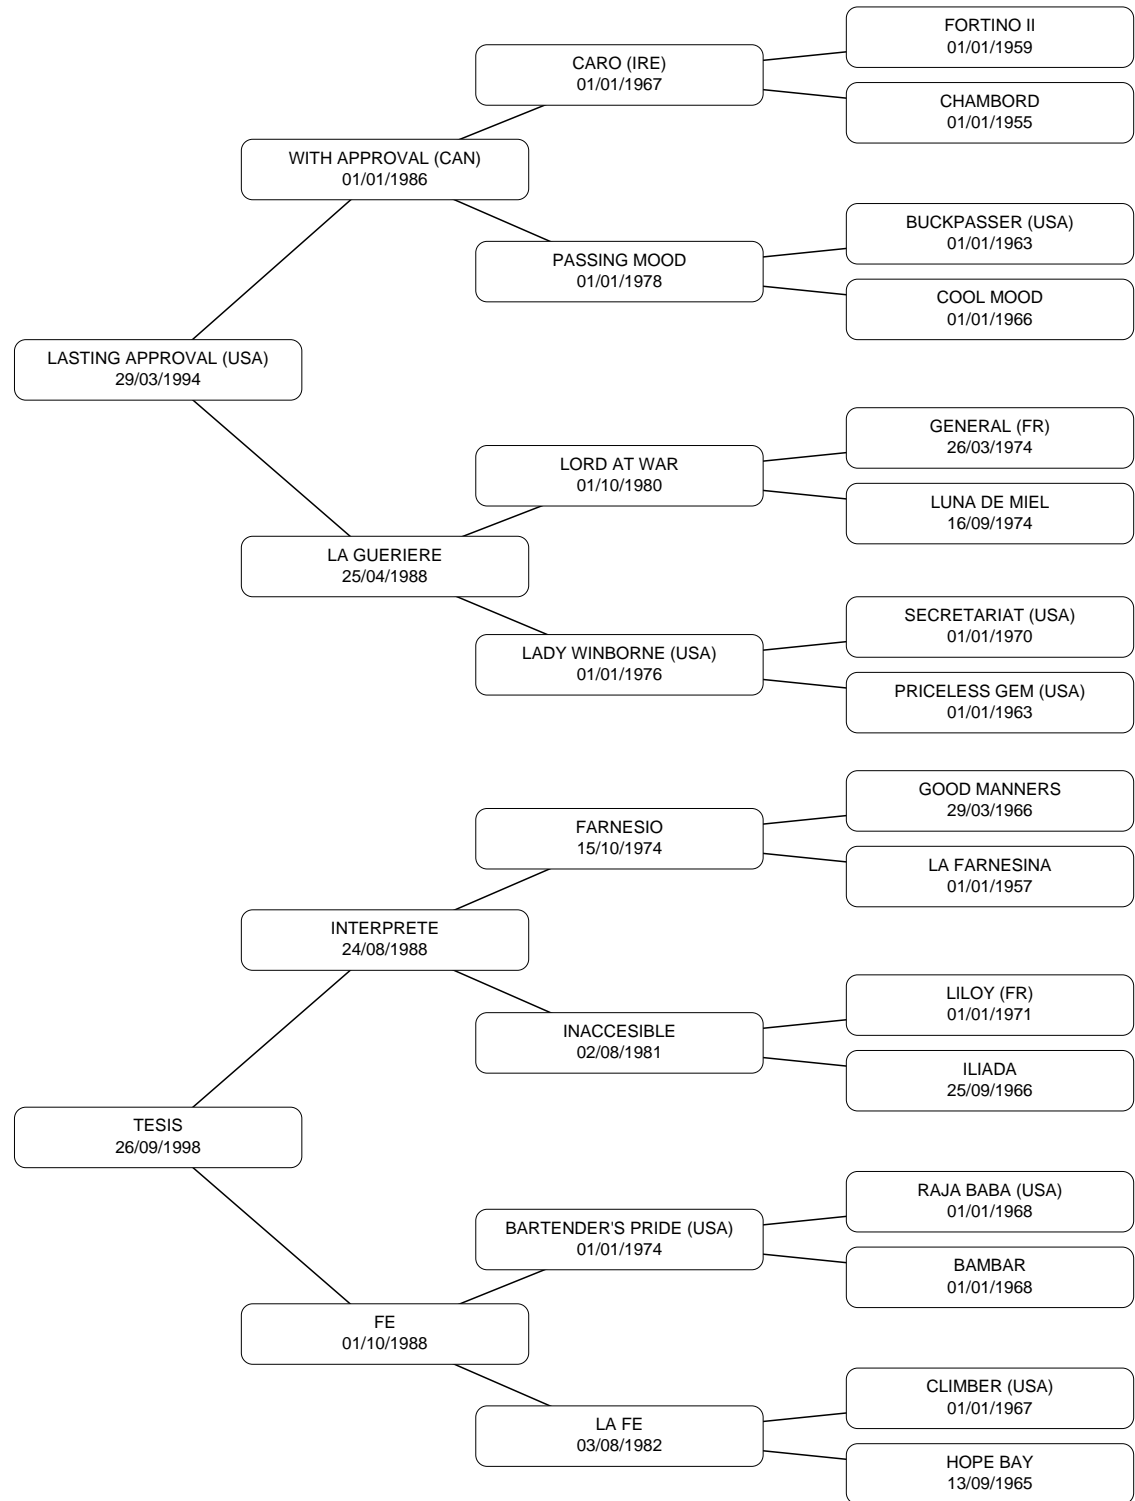 FORTINO II
01/01/1959
CARO (IRE)
01/01/1967
CHAMBORD
01/01/1955
WITH APPROVAL (CAN)
01/01/1986
BUCKPASSER (USA)
01/01/1963
PASSING MOOD
01/01/1978
COOL MOOD
01/01/1966
LASTING APPROVAL (USA)
29/03/1994
GENERAL (FR)
26/03/1974
LORD AT WAR
01/10/1980
LUNA DE MIEL
16/09/1974
LA GUERIERE
25/04/1988
SECRETARIAT (USA)
01/01/1970
LADY WINBORNE (USA)
01/01/1976
PRICELESS GEM (USA)
01/01/1963
GOOD MANNERS
29/03/1966
FARNESIO
15/10/1974
LA FARNESINA
01/01/1957
INTERPRETE
24/08/1988
LILOY (FR)
01/01/1971
INACCESIBLE
02/08/1981
ILIADA
25/09/1966
TESIS
26/09/1998
RAJA BABA (USA)
01/01/1968
BARTENDER'S PRIDE (USA)
01/01/1974
BAMBAR
01/01/1968
FE
01/10/1988
CLIMBER (USA)
01/01/1967
LA FE
03/08/1982
HOPE BAY
13/09/1965